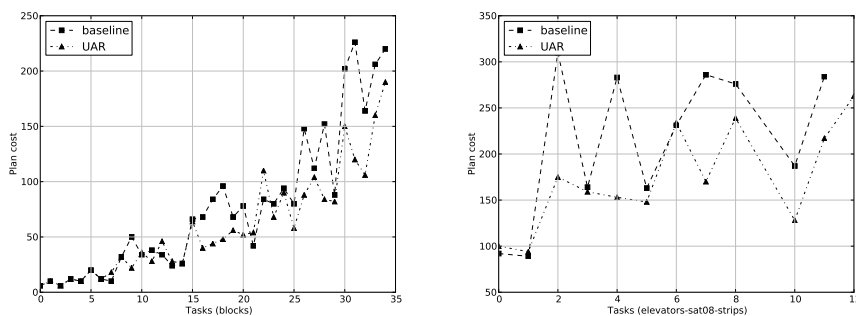 250
200
150
100
50
0
Plan cost
baseline
UAR
0 5 10 15 20 25 30 35
Tasks (blocks)
350
300
250
200
150
100
50
Plan cost
baseline
UAR
0 2 4 6 8 10 12
Tasks (elevators-sat08-strips)